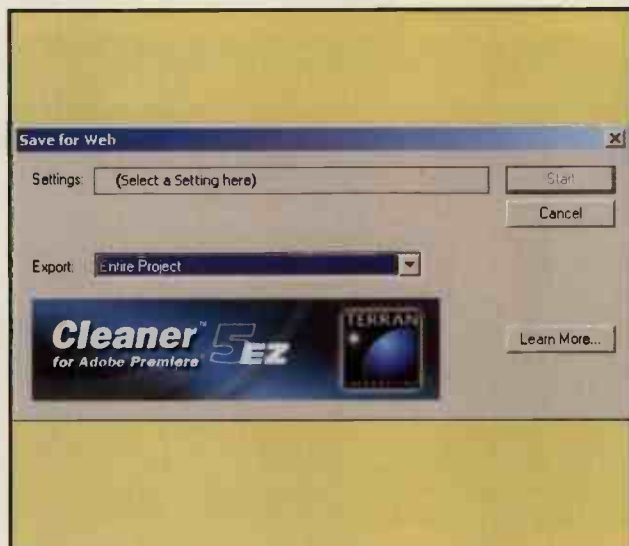 Save for Web
Settings: (Select a Setting here)
Start
Cancel
Export: Entire Project
Cleaner™ 5 EZ
for Adobe Premiere®
TERRAN
Learn More...